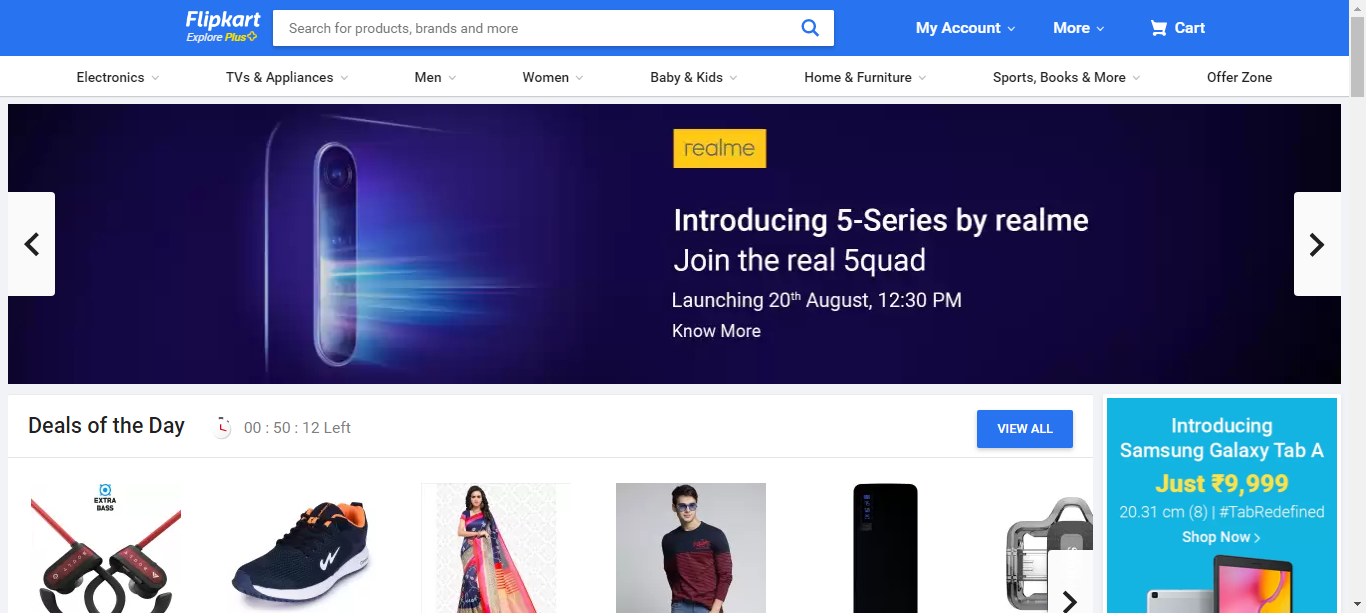 Flipkart
Explore Plus
Search for products, brands and more
My Account
More
Cart
Electronics
TVs & Appliances
Men
Women
Baby & Kids
Home & Furniture
Sports, Books & More
Offer Zone
realme
Introducing 5-Series by realme
Join the real 5quad
Launching 20th August, 12:30 PM
Know More
Deals of the Day
00 : 50 : 12 Left
VIEW ALL
EXTRA
BASS
Introducing
Samsung Galaxy Tab A
Just ₹9,999
20.31 cm (8) | #TabRedefined
Shop Now